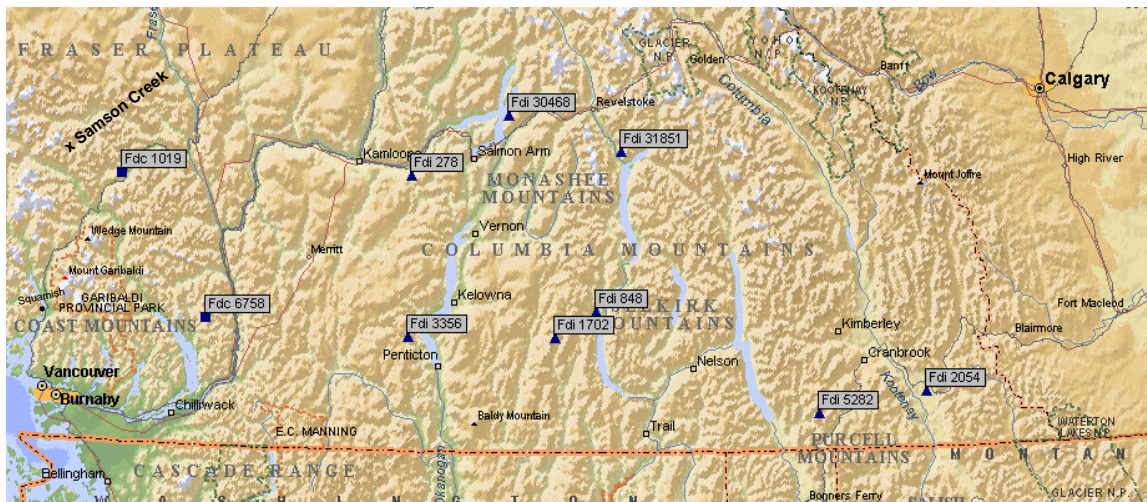 FRASER PLATEAU
Fraser
x Samson Creek
Fdc 1019
Wedge Mountain
Mount Garibaldi
Squamish
GARIBALDI
PROVINCIAL PARK
COAST MOUNTAINS
Fdc 6758
Vancouver
Burnaby
Chilliwack
Bellingham
CASCADE RANGE
E.C. MANNING
Merritt
Kamloops
Fdi 278
Fdi 30468
Salmon Arm
MONASHEE
MOUNTAINS
Vernon
Kelowna
Fdi 3356
Penticton
Baldy Mountain
Okanogan
GLACIER
N.P.
Golden
Revelstoke
Fdi 31851
COLUMBIA MOUNTAINS
Fdi 848
SELKIRK
MOUNTAINS
Fdi 1702
Nelson
Trail
YOHO
N.P.
Columbia
KOOTENAY
N.P.
Banff
Bow
Calgary
High River
Mount Joffre
Fort Macleod
Blairmore
Kimberley
Cranbrook
Kootenay
Fdi 2054
Fdi 5282
PURCELL
MOUNTAINS
WATERTON
LAKES N.P.
MONTAN
Bonners Ferry
SALISH
GLACIER N.P.
WASHINGTON